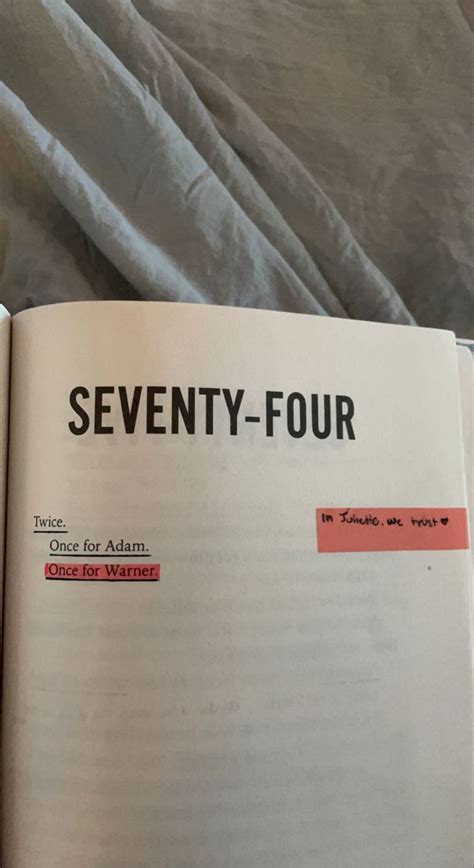 SEVENTY-FOUR
Twice.
In Juliette, we trust ♥
Once for Adam.
Once for Warner.